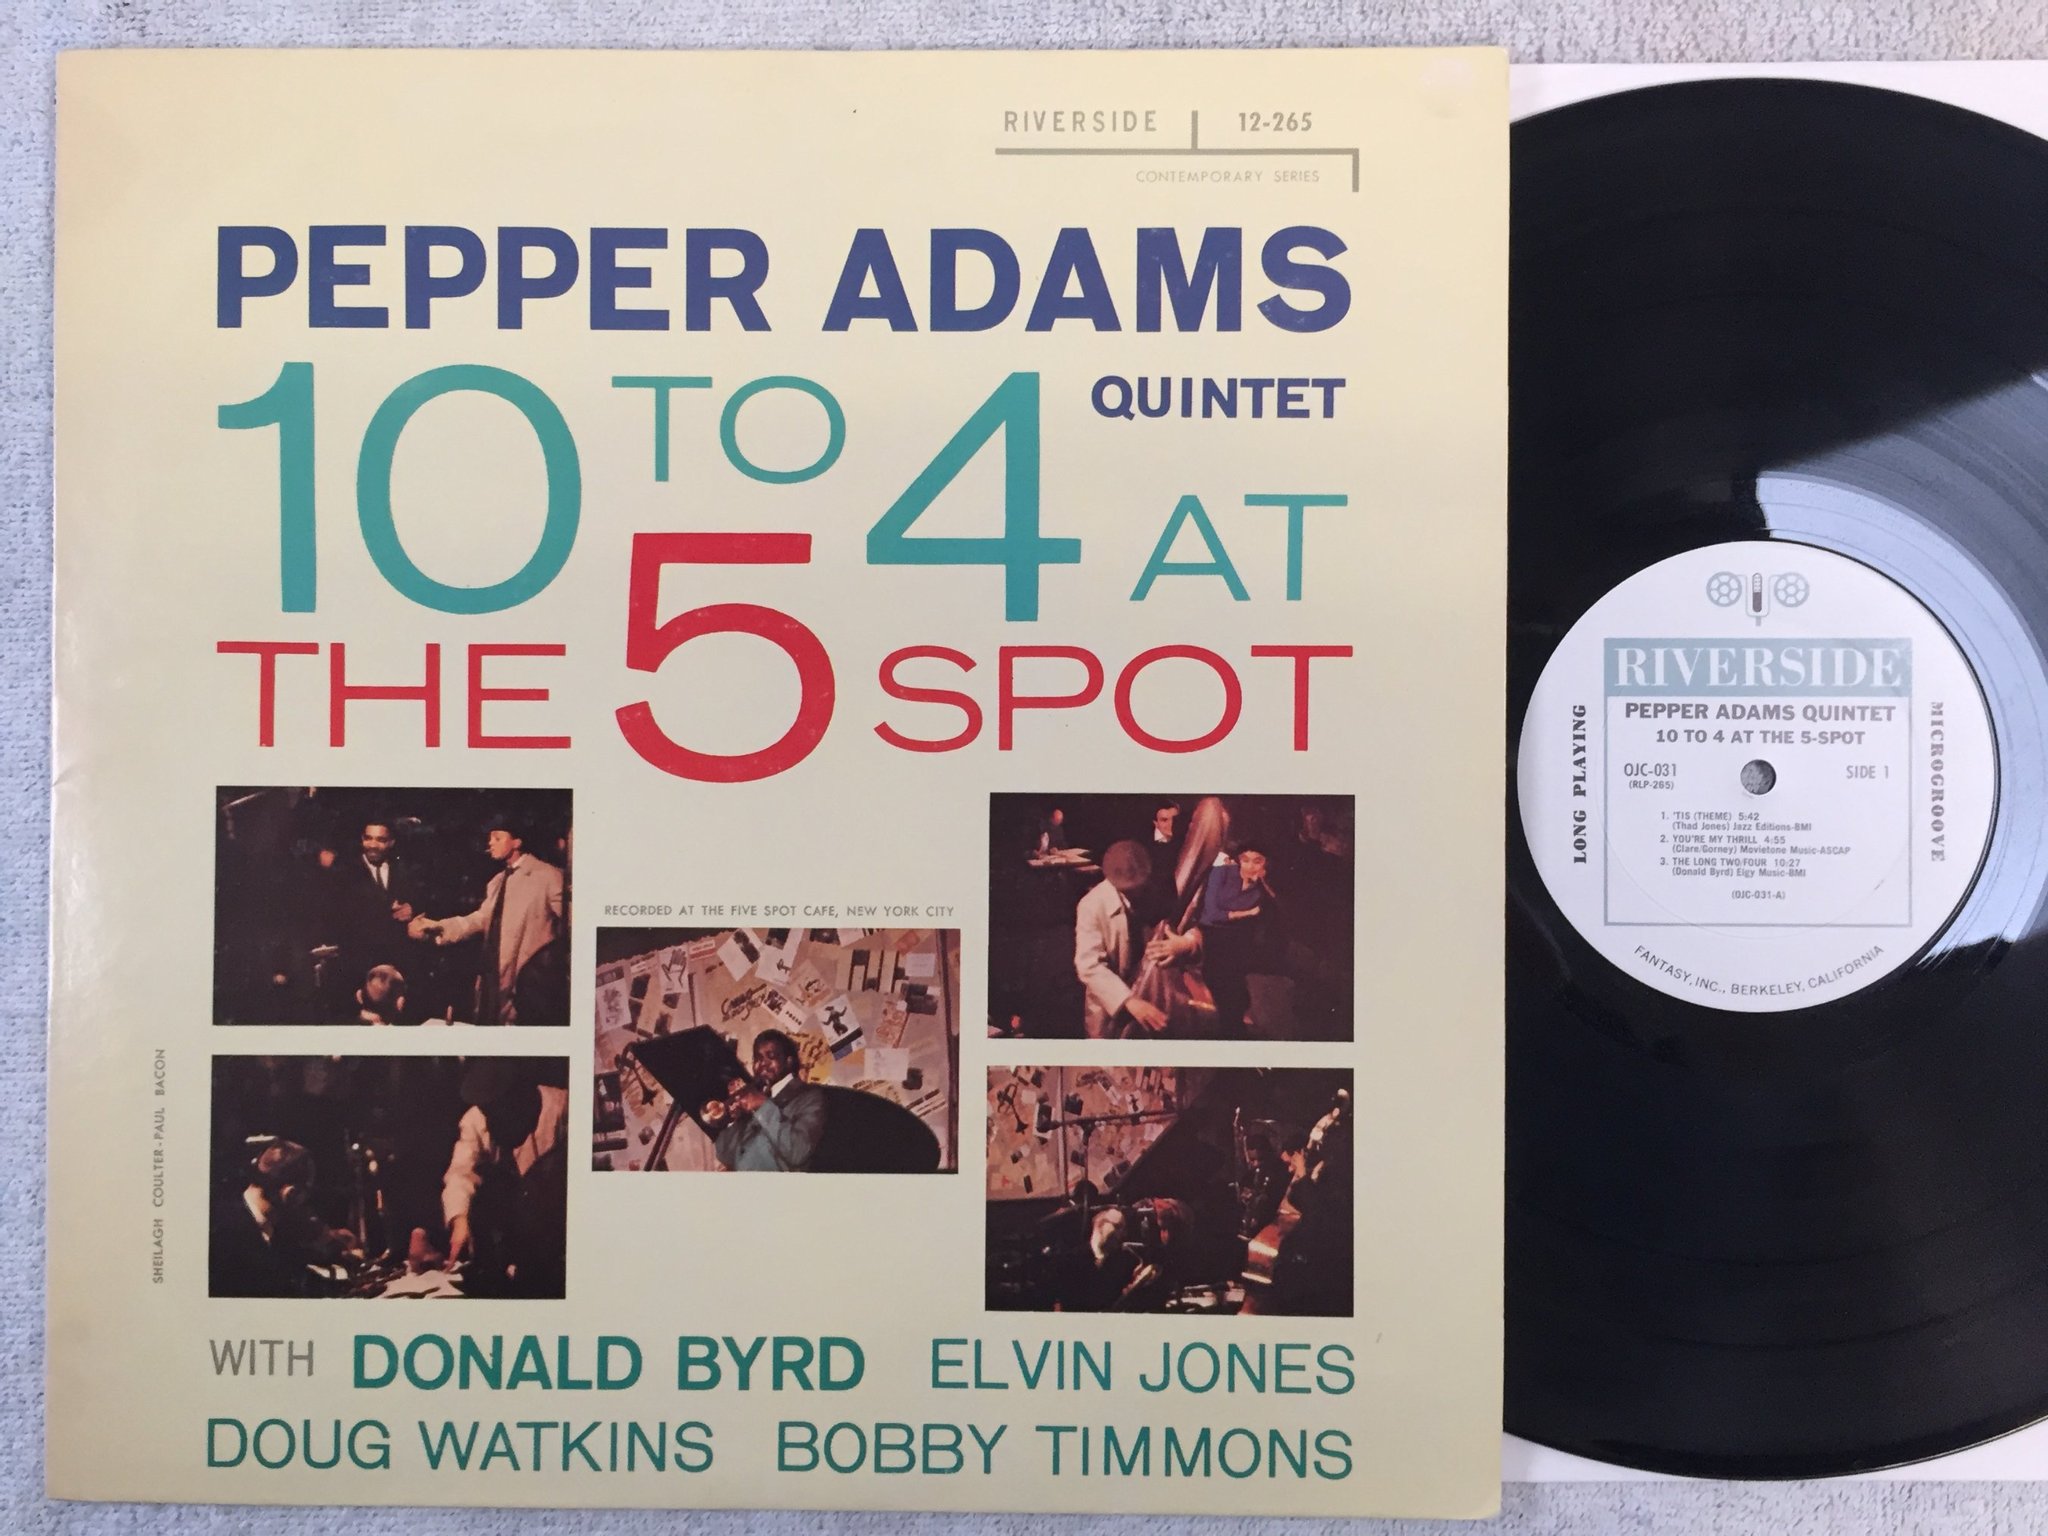 RIVERSIDE 12-265
CONTEMPORARY SERIES
PEPPER ADAMS
QUINTET
10 TO 4 AT
THE 5 SPOT
RECORDED AT THE FIVE SPOT CAFE, NEW YORK CITY
SHEILAGH COULTER-PAUL BACON
WITH DONALD BYRD ELVIN JONES
DOUG WATKINS BOBBY TIMMONS
RIVERSIDE
PEPPER ADAMS QUINTET
10 TO 4 AT THE 5-SPOT
OJC-031 SIDE 1
(RLP-265)
1. 'TIS (THEME) 5:42
(Thad Jones) Jazz Editions-BMI
2. YOU'RE MY THRILL 4:55
(Clare/Gorney) Movietone Music-ASCAP
3. THE LONG TWO/FOUR 10:27
(Donald Byrd) Elgy Music-BMI
(OJC-031-A)
LONG PLAYING
MICROGROOVE
FANTASY, INC., BERKELEY, CALIFORNIA